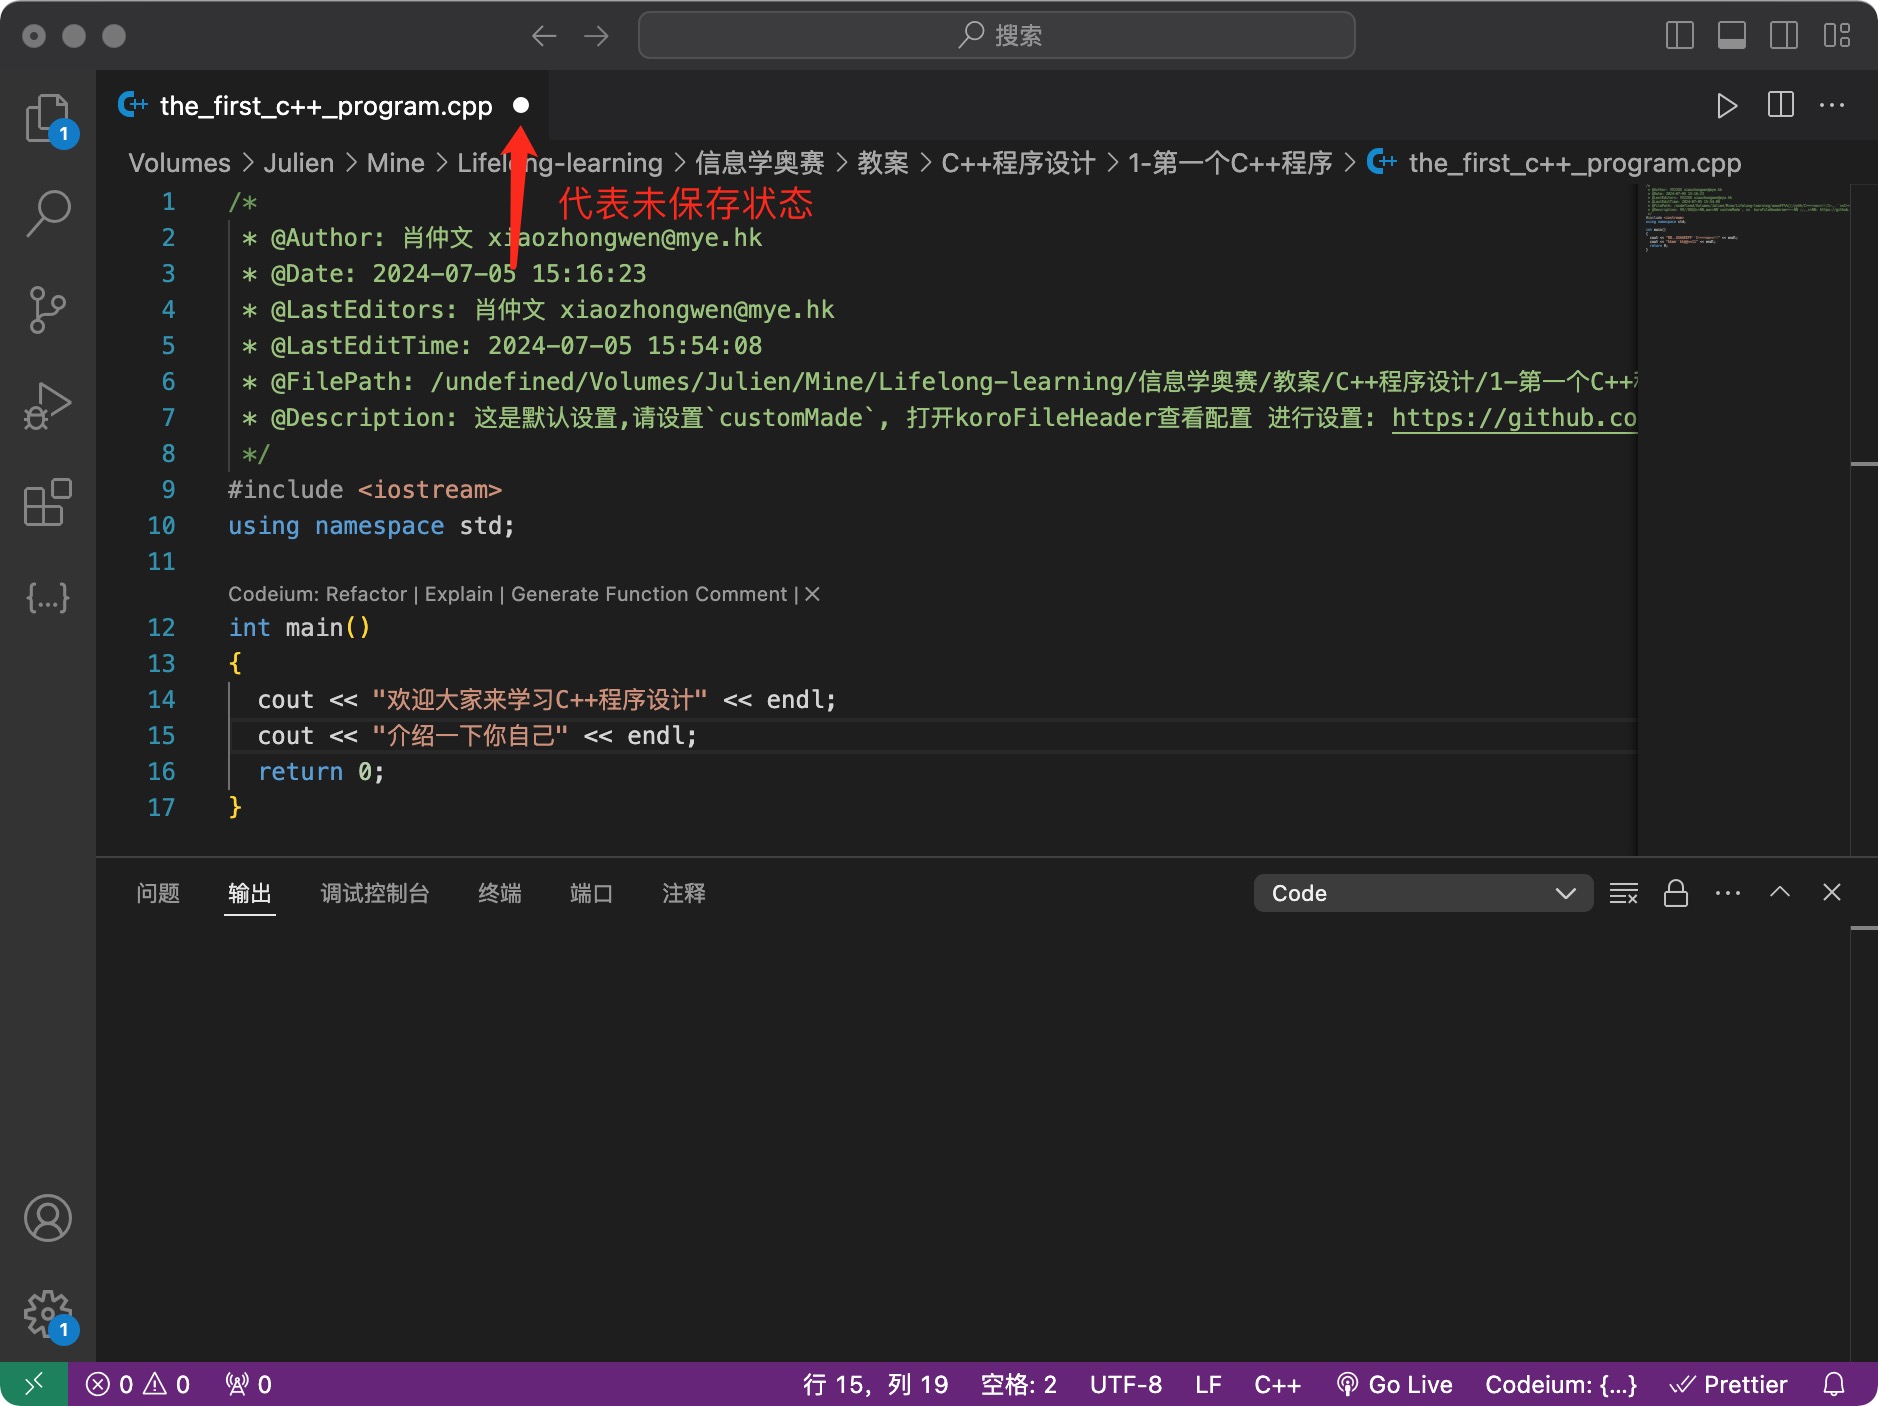 搜索
the_first_c++_program.cpp
1
Volumes > Julien > Mine > Lifelong-learning > 信息学奥赛 > 教案 > C++程序设计 > 1-第一个C++程序 > the_first_c++_program.cpp
代表未保存状态
1 /*
2 * @Author: 肖仲文 xiaozhongwen@mye.hk
3 * @Date: 2024-07-05 15:16:23
4 * @LastEditors: 肖仲文 xiaozhongwen@mye.hk
5 * @LastEditTime: 2024-07-05 15:54:08
6 * @FilePath: /undefined/Volumes/Julien/Mine/Lifelong-learning/信息学奥赛/教案/C++程序设计/1-第一个C++
7 * @Description: 这是默认设置,请设置`customMade`, 打开koroFileHeader查看配置 进行设置: https://github.co
8 */
9 #include <iostream>
10 using namespace std;
11
Codeium: Refactor | Explain | Generate Function Comment | ×
12 int main()
13 {
14 cout << "欢迎大家来学习C++程序设计" << endl;
15 cout << "介绍一下你自己" << endl;
16 return 0;
17 }
问题 输出 调试控制台 终端 端口 注释 Code
1
0 0 0 行 15, 列 19 空格: 2 UTF-8 LF C++ Go Live Codeium: {...} Prettier